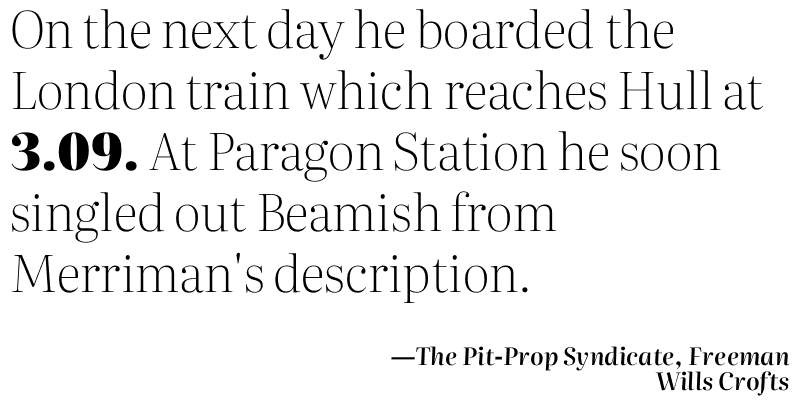 On the next day he boarded the
London train which reaches Hull at
3.09. At Paragon Station he soon
singled out Beamish from
Merriman's description.
—The Pit-Prop Syndicate, Freeman
Wills Crofts